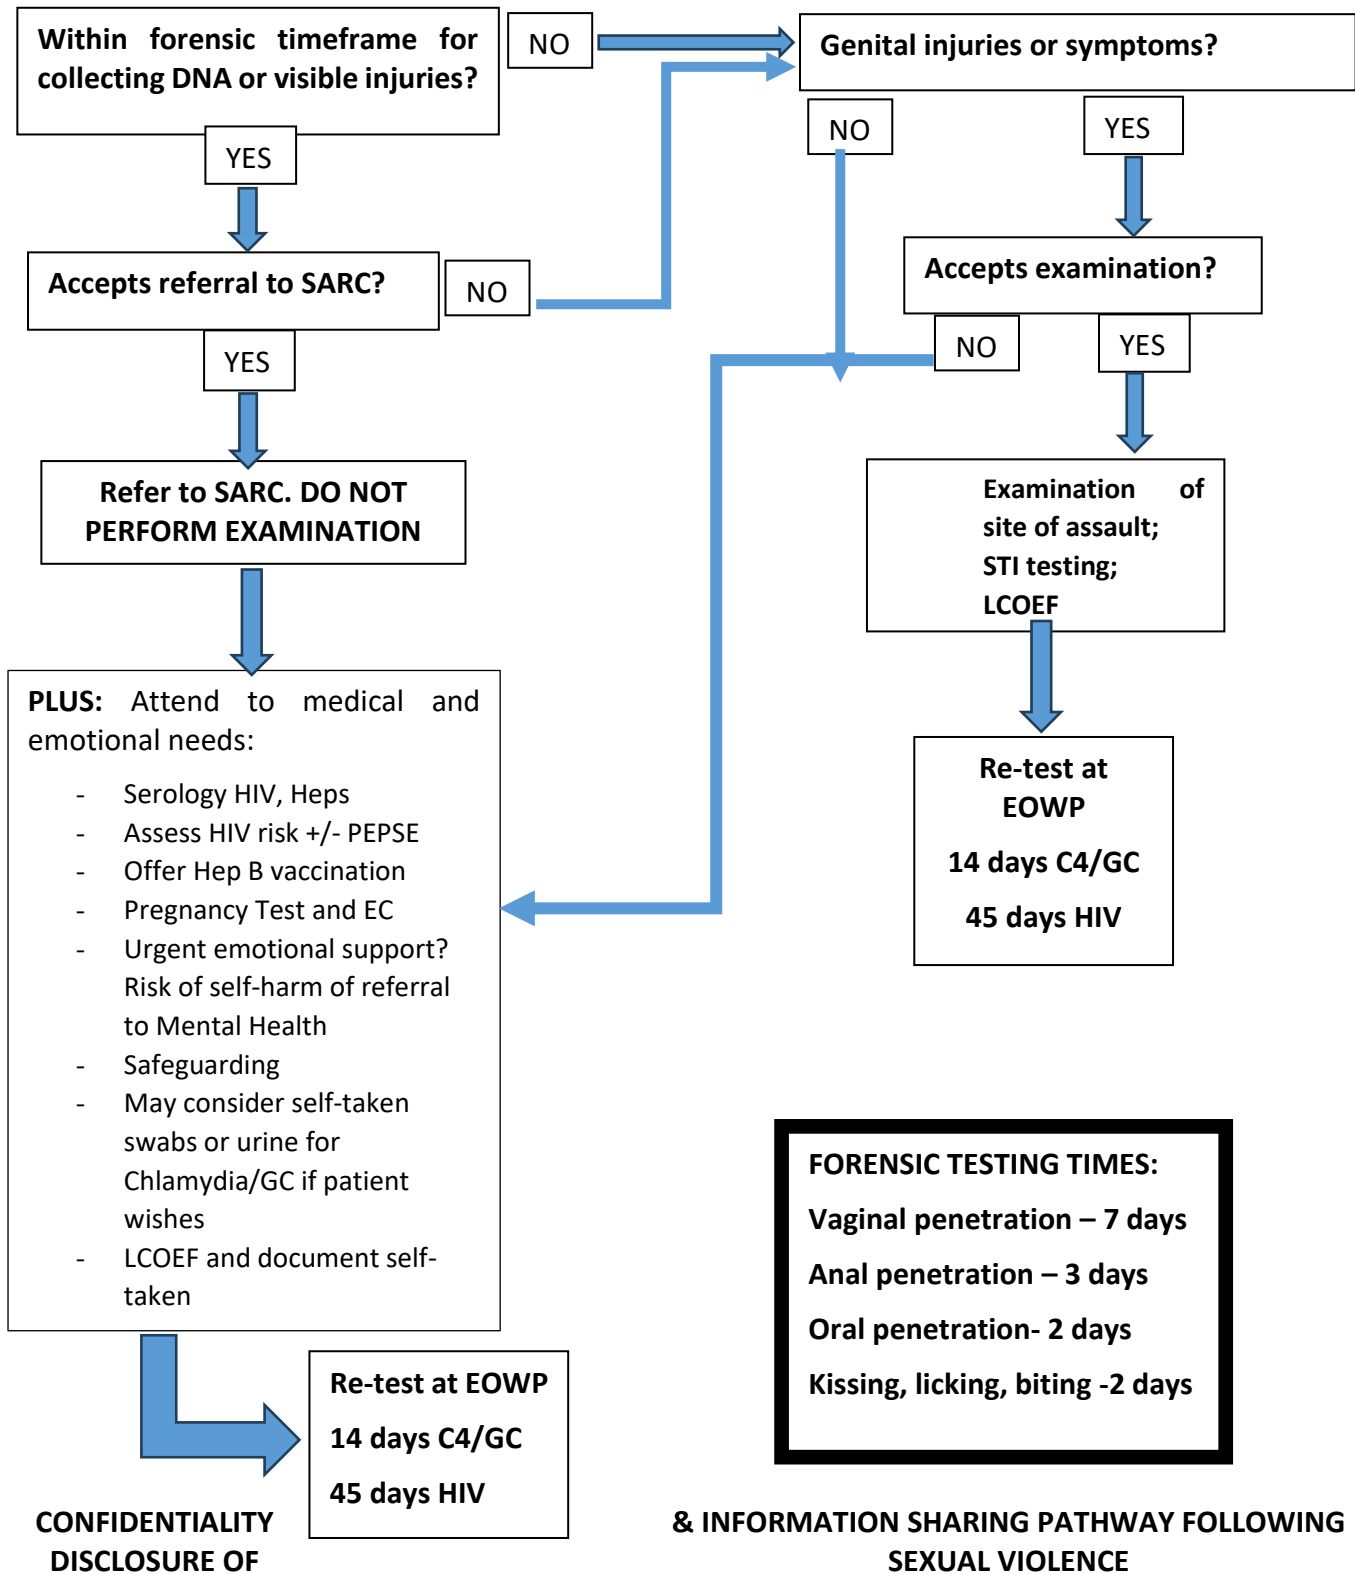 Within forensic timeframe for
collecting DNA or visible injuries?
NO
Genital injuries or symptoms?
YES
NO
YES
Accepts referral to SARC?
NO
Accepts examination?
YES
NO
YES
Refer to SARC. DO NOT
PERFORM EXAMINATION
Examination of
site of assault;
STI testing;
LCOEF
PLUS: Attend to medical and
emotional needs:
- Serology HIV, Heps
- Assess HIV risk +/- PEPSE
- Offer Hep B vaccination
- Pregnancy Test and EC
- Urgent emotional support?
Risk of self-harm of referral
to Mental Health
- Safeguarding
- May consider self-taken
swabs or urine for
Chlamydia/GC if patient
wishes
- LCOEF and document self-
taken
Re-test at
EOWP
14 days C4/GC
45 days HIV
FORENSIC TESTING TIMES:
Vaginal penetration – 7 days
Anal penetration – 3 days
Oral penetration- 2 days
Kissing, licking, biting -2 days
Re-test at EOWP
14 days C4/GC
45 days HIV
CONFIDENTIALITY & INFORMATION SHARING PATHWAY FOLLOWING
DISCLOSURE OF SEXUAL VIOLENCE